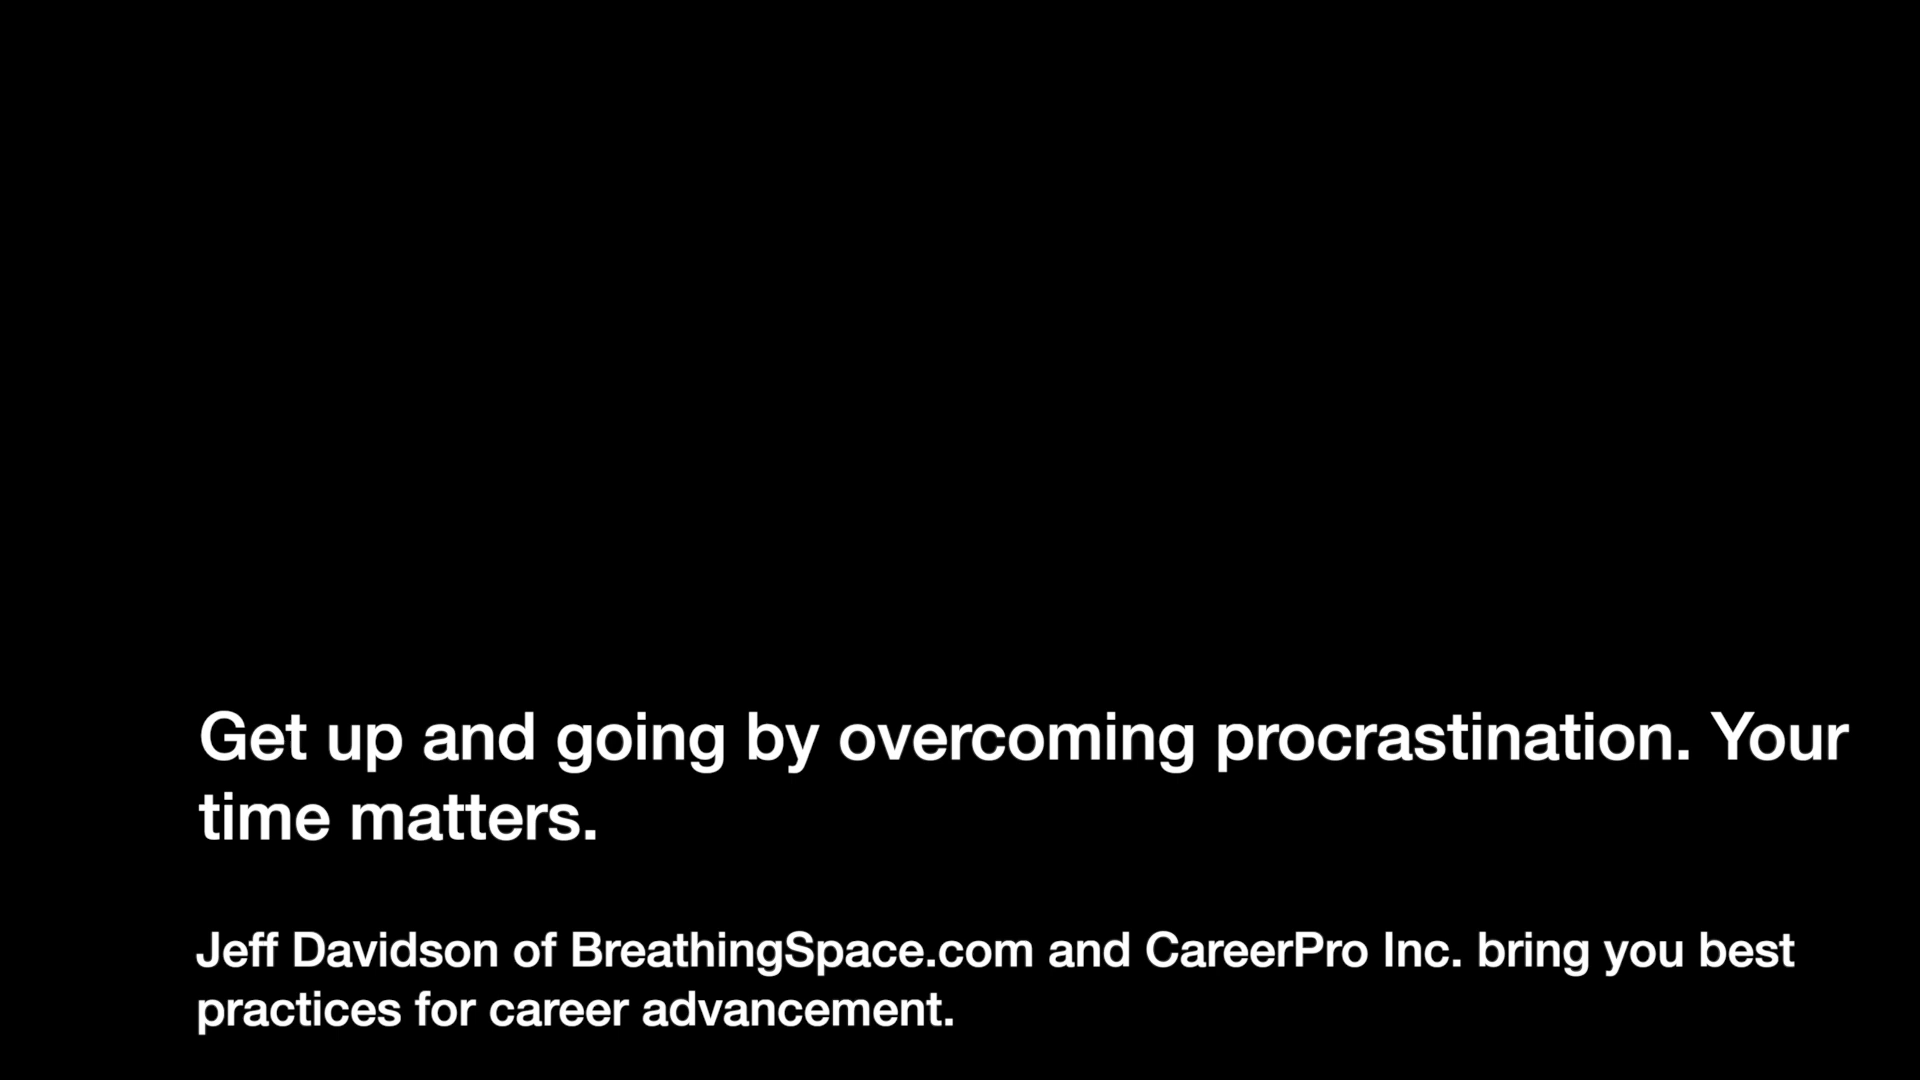 Get up and going by overcoming procrastination. Your
time matters.
Jeff Davidson of BreathingSpace.com and CareerPro Inc. bring you best
practices for career advancement.